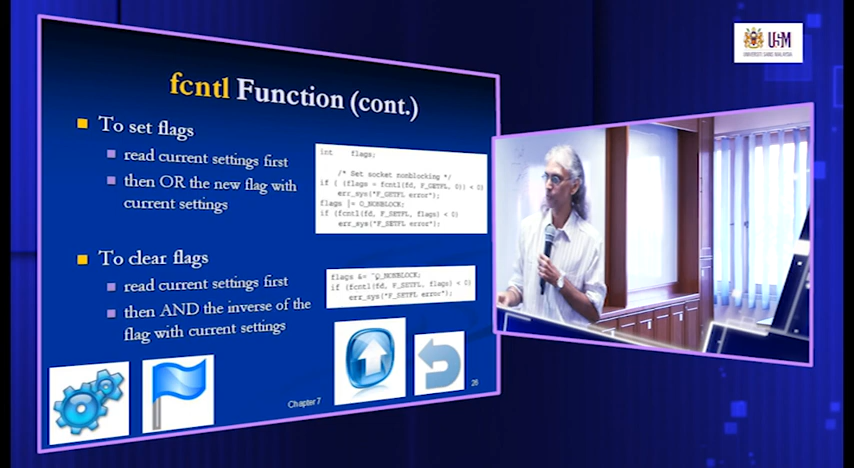 USM
UNIVERSITI SAINS MALAYSIA
fcntl Function (cont.)
To set flags
read current settings first
then OR the new flag with
current settings
int flags;
/* Set socket nonblocking */
if ( (flags = fcntl(fd, F_GETFL, 0)) < 0)
err_sys("F_GETFL error");
flags |= O_NONBLOCK;
if (fcntl(fd, F_SETFL, flags) < 0)
err_sys("F_SETFL error");
To clear flags
read current settings first
then AND the inverse of the
flag with current settings
flags &= ~O_NONBLOCK;
if (fcntl(fd, F_SETFL, flags) < 0)
err_sys("F_SETFL error");
Chapter 7
26